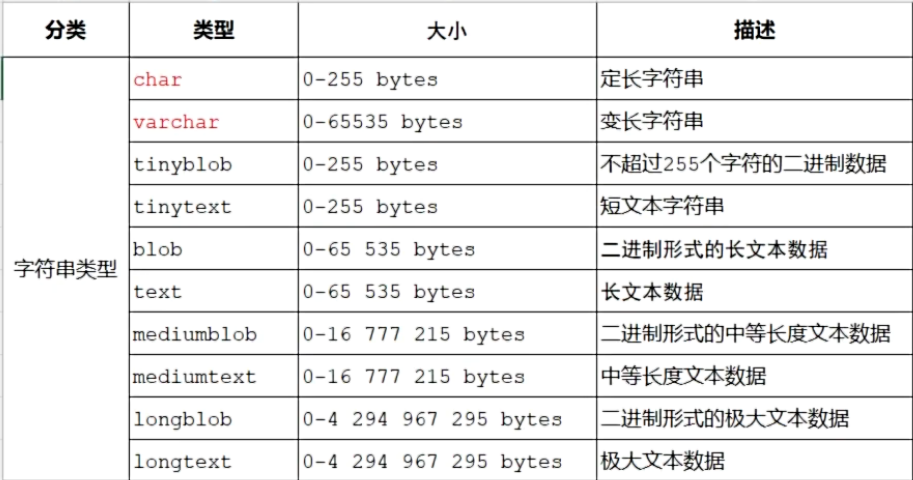 分类 类型 大小 描述
char 0-255 bytes 定长字符串
varchar 0-65535 bytes 变长字符串
tinyblob 0-255 bytes 不超过255个字符的二进制数据
tinytext 0-255 bytes 短文本字符串
blob 0-65 535 bytes 二进制形式的长文本数据
字符串类型
text 0-65 535 bytes 长文本数据
mediumblob 0-16 777 215 bytes 二进制形式的中等长度文本数据
mediumtext 0-16 777 215 bytes 中等长度文本数据
longblob 0-4 294 967 295 bytes 二进制形式的极大文本数据
longtext 0-4 294 967 295 bytes 极大文本数据